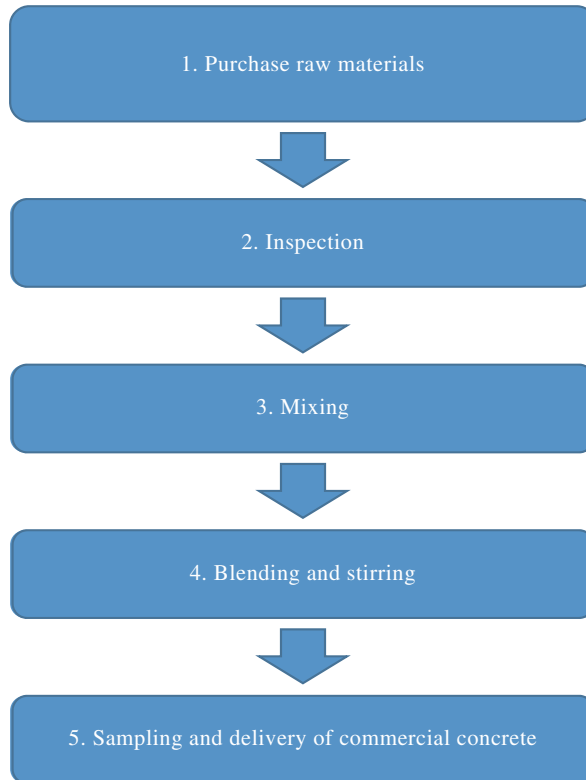 1. Purchase raw materials
2. Inspection
3. Mixing
4. Blending and stirring
5. Sampling and delivery of commercial concrete